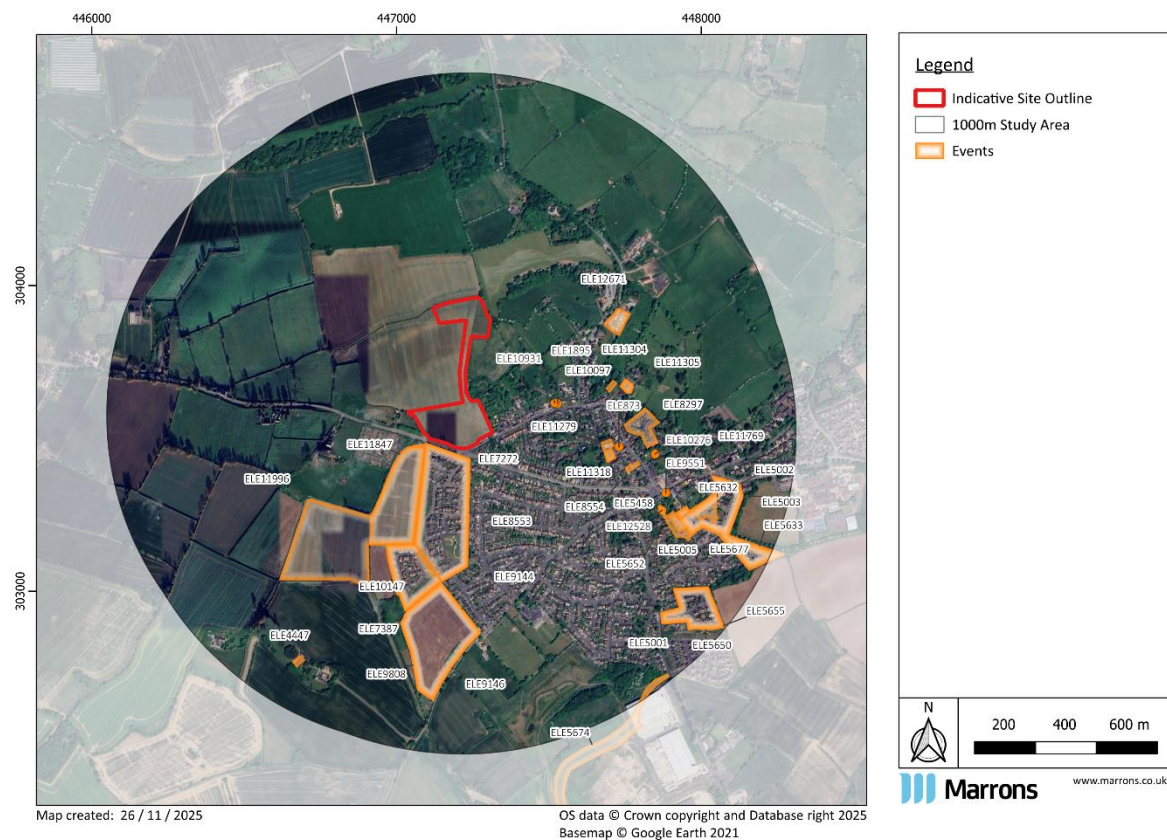 446000
447000
448000
304000
303000
ELE12671
ELE10931
ELE1895
ELE11304
ELE11305
ELE10097
ELE873
ELE8297
ELE11279
ELE10276
ELE11769
ELE11847
ELE7272
ELE9551
ELE11318
ELE5002
ELE11996
ELE5632
ELE8554
ELE5458
ELE5003
ELE8553
ELE12528
ELE5633
ELE5005
ELE5677
ELE5652
ELE9144
ELE10147
ELE5655
ELE7387
ELE4447
ELE5001
ELE5650
ELE9808
ELE9146
ELE5674
Map created: 26 / 11 / 2025
OS data © Crown copyright and Database right 2025
Basemap © Google Earth 2021
Legend
Indicative Site Outline
1000m Study Area
Events
N
200 400 600 m
Marrons
www.marrons.co.uk